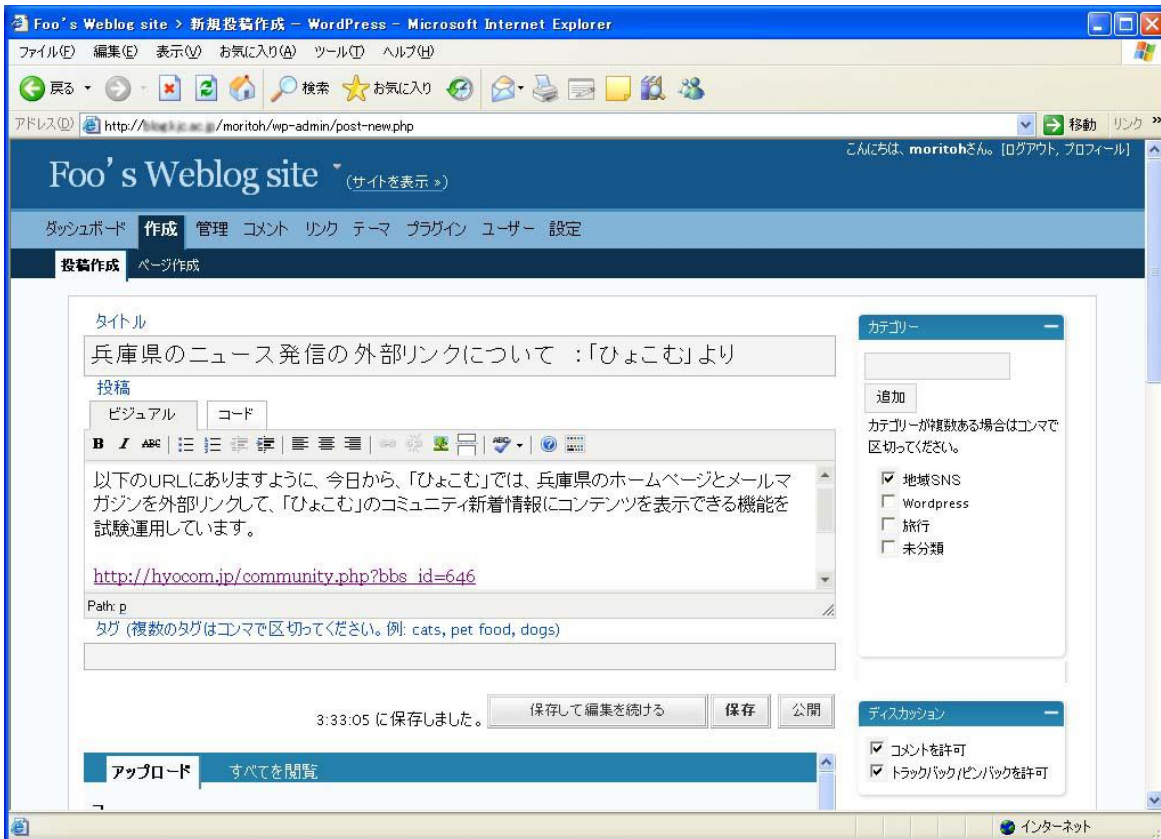 Foo's Weblog site > 新規投稿作成 — WordPress - Microsoft Internet Explorer
ファイル(F) 編集(E) 表示(V) お気に入り(A) ツール(T) ヘルプ(H)
戻る 検索 お気に入り
アドレス(D) http:// /moritoh/wp-admin/post-new.php 移動 リンク »
こんにちは、moritohさん。[ログアウト, プロフィール]
Foo's Weblog site (サイトを表示 »)
ダッシュボード 作成 管理 コメント リンク テーマ プラグイン ユーザー 設定
投稿作成 ページ作成
タイトル
兵庫県のニュース発信の外部リンクについて :「ひょこむ」より
投稿
ビジュアル コード
B I ABC ABC
以下のURLにありますように、今日から、「ひょこむ」では、兵庫県のホームページとメールマ
ガジンを外部リンクして、「ひょこむ」のコミュニティ新着情報にコンテンツを表示できる機能を
試験運用しています。
http://hyocom.jp/community.php?bbs_id=646
Path: p
タグ (複数のタグはコンマで区切ってください。例: cats, pet food, dogs)
3:33:05 に保存しました。 保存して編集を続ける 保存 公開
アップロード すべてを閲覧
カテゴリー
追加
カテゴリーが複数ある場合はコンマで
区切ってください。
地域SNS
Wordpress
旅行
未分類
ディスカッション
コメントを許可
トラックバック/ピンバックを許可
インターネット